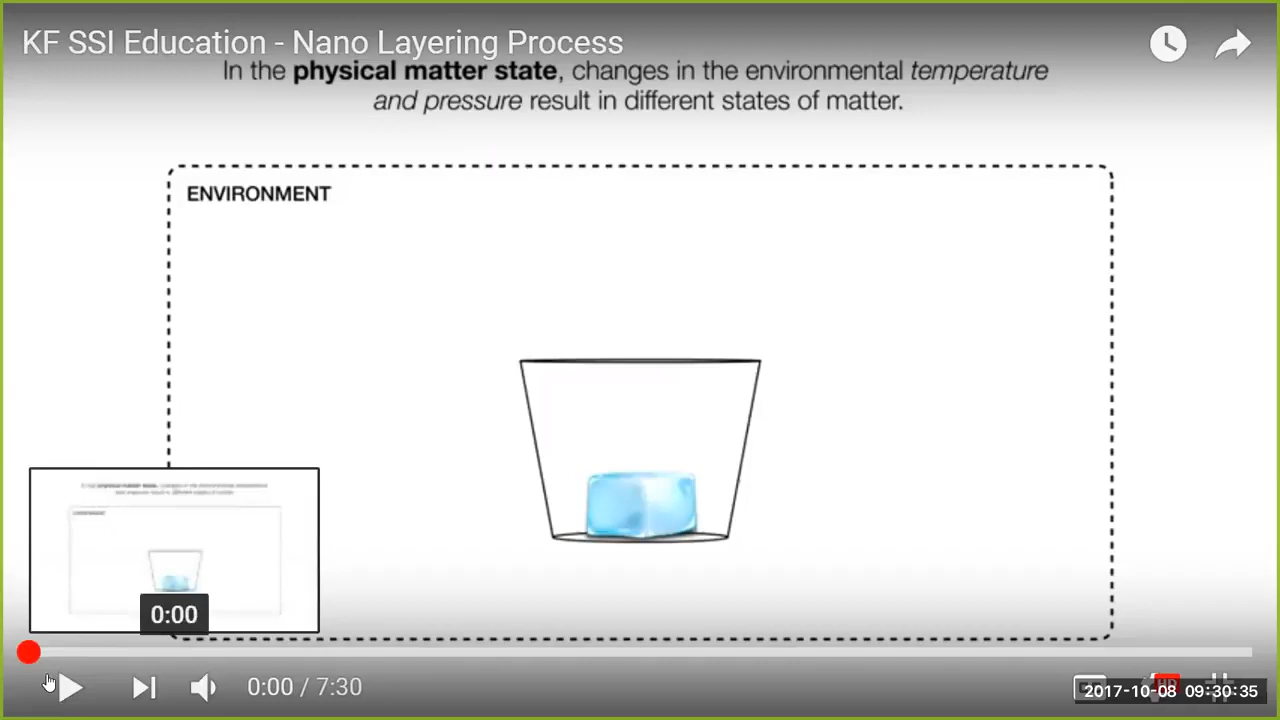 KF SSI Education - Nano Layering Process
In the physical matter state, changes in the environmental temperature
and pressure result in different states of matter.
ENVIRONMENT
0:00
0:00 / 7:30
HD
2017-10-08 09:30:35